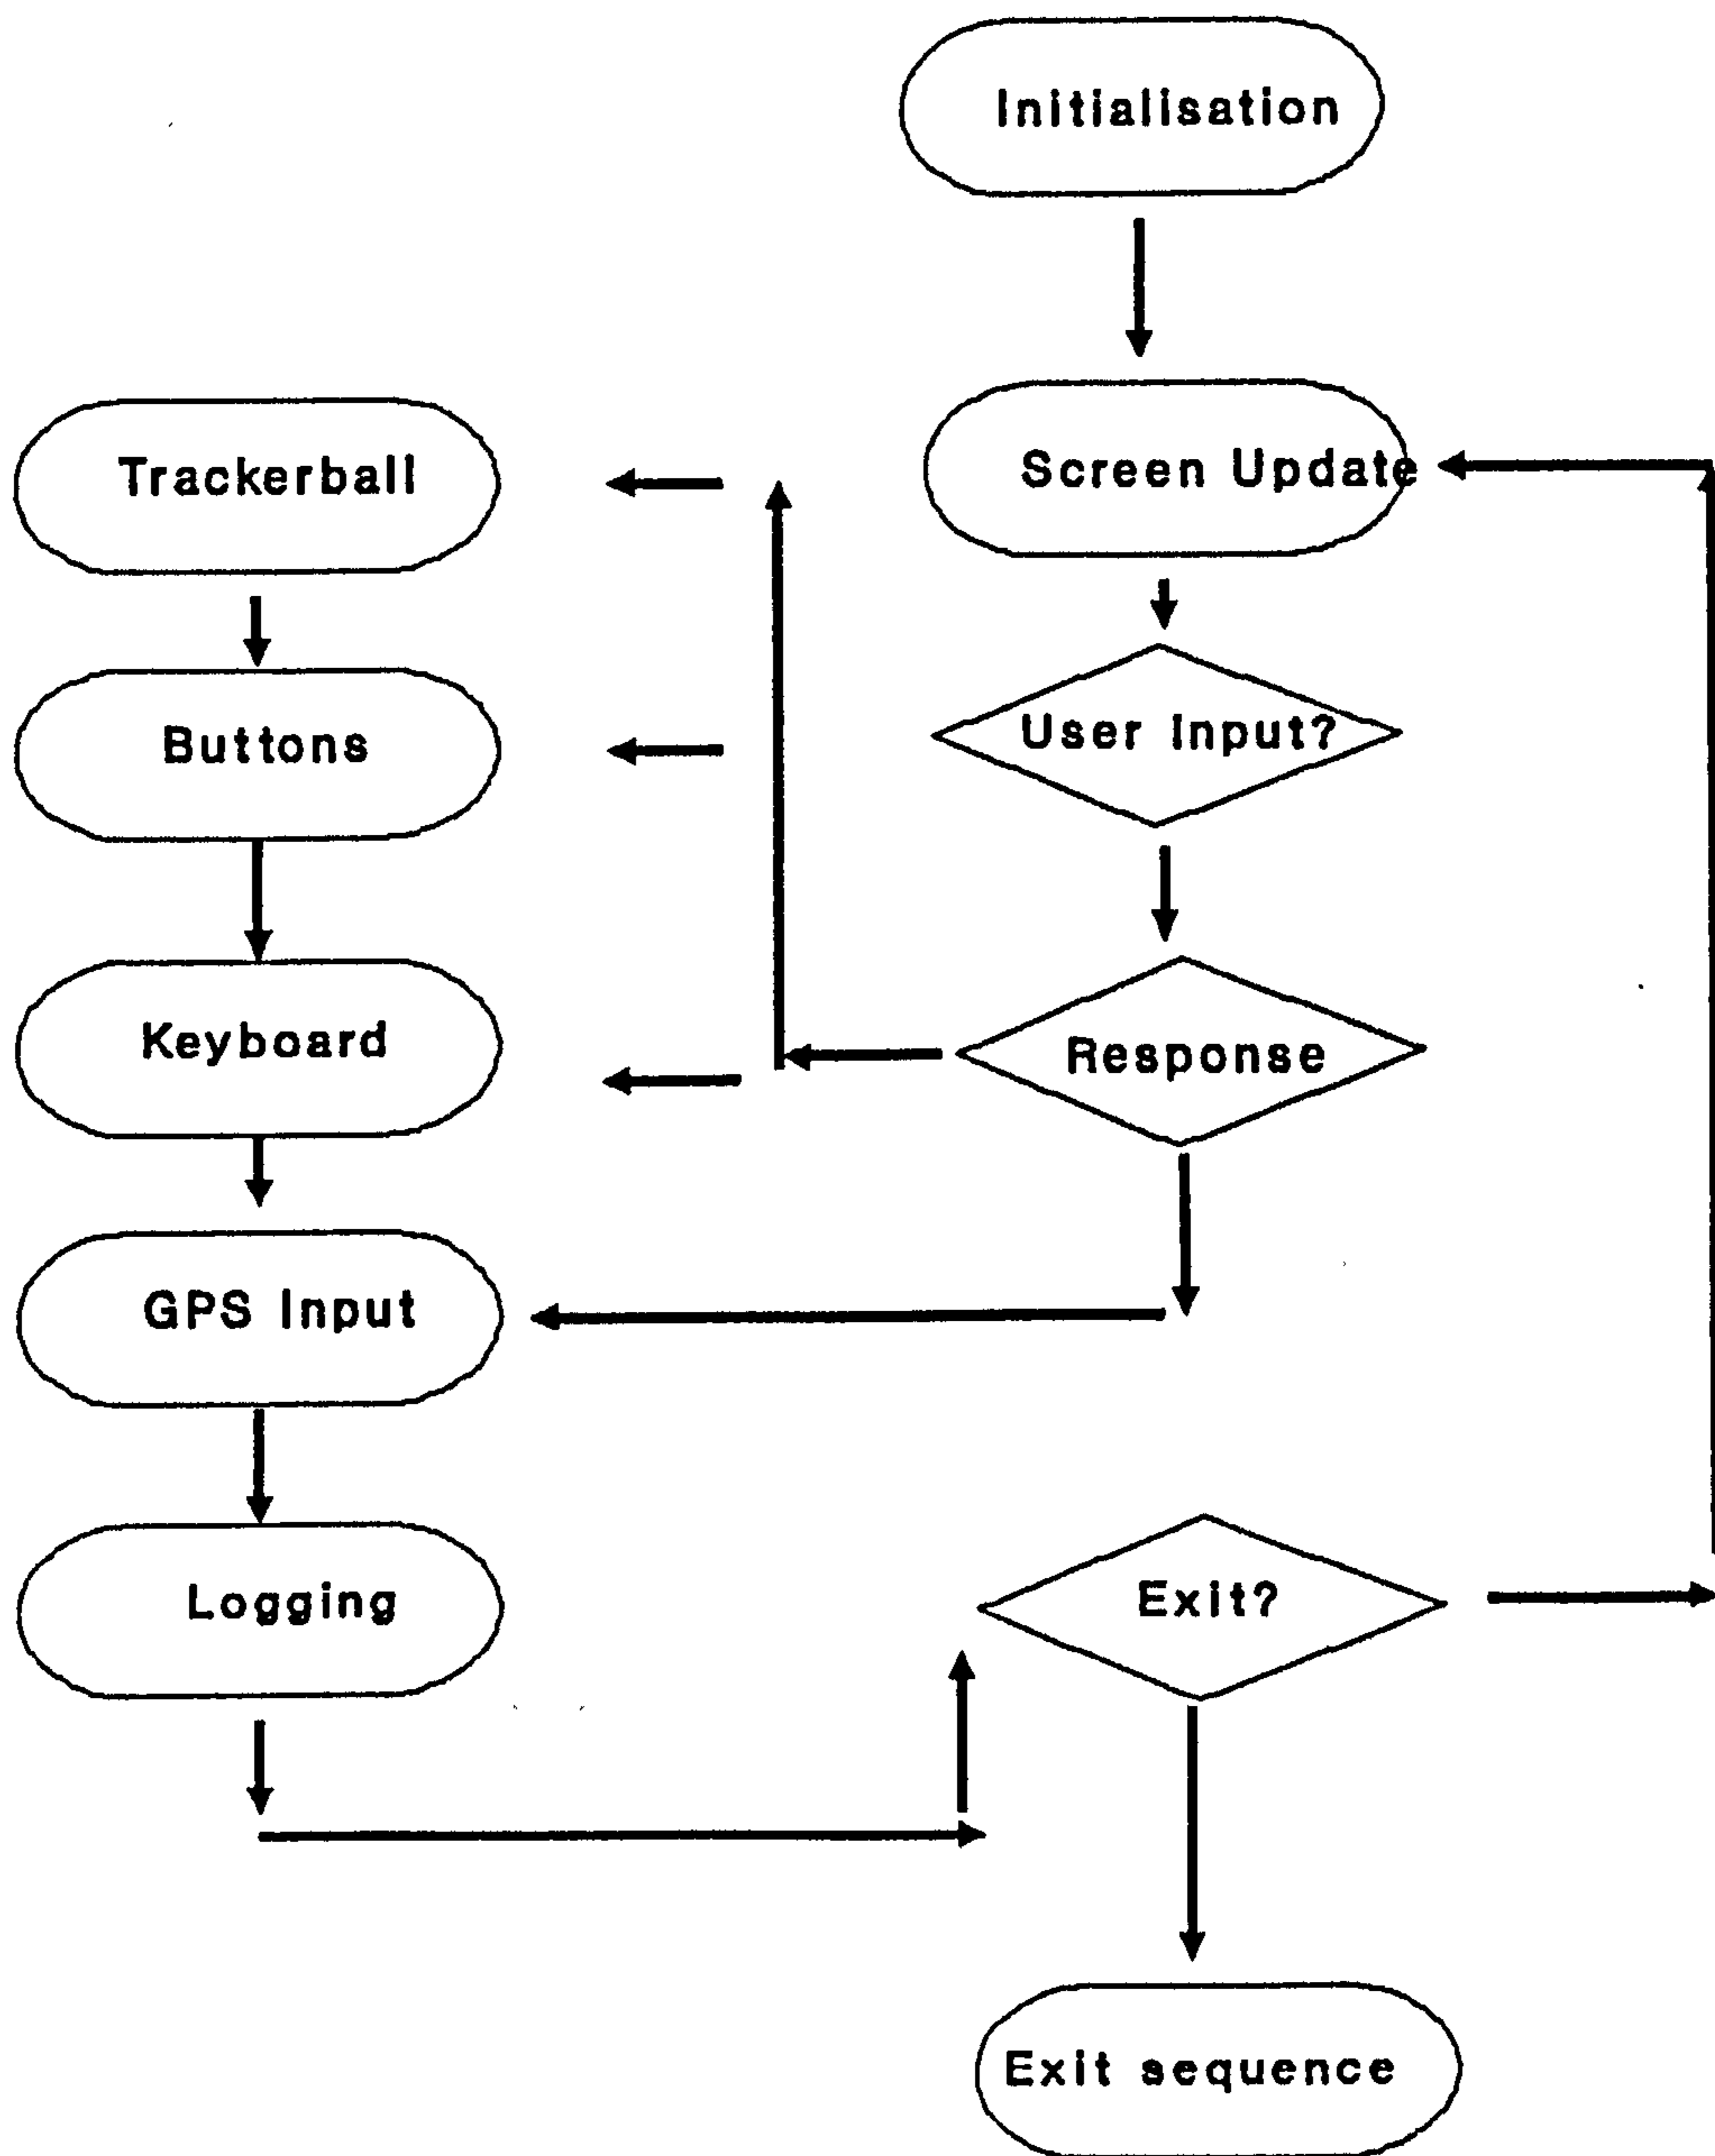 Initialisation
Screen Update
Trackerball
User Input?
Buttons
Response
Keyboard
GPS Input
Logging
Exit?
Exit sequence